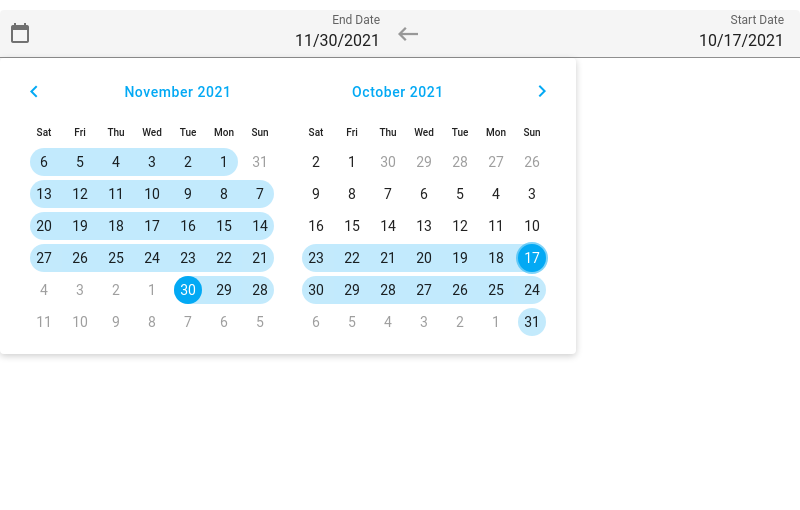 End Date
11/30/2021
Start Date
10/17/2021
November 2021
October 2021
Sat Fri Thu Wed Tue Mon Sun
6 5 4 3 2 1 31
13 12 11 10 9 8 7
20 19 18 17 16 15 14
27 26 25 24 23 22 21
4 3 2 1 30 29 28
11 10 9 8 7 6 5
Sat Fri Thu Wed Tue Mon Sun
2 1 30 29 28 27 26
9 8 7 6 5 4 3
16 15 14 13 12 11 10
23 22 21 20 19 18 17
30 29 28 27 26 25 24
6 5 4 3 2 1 31